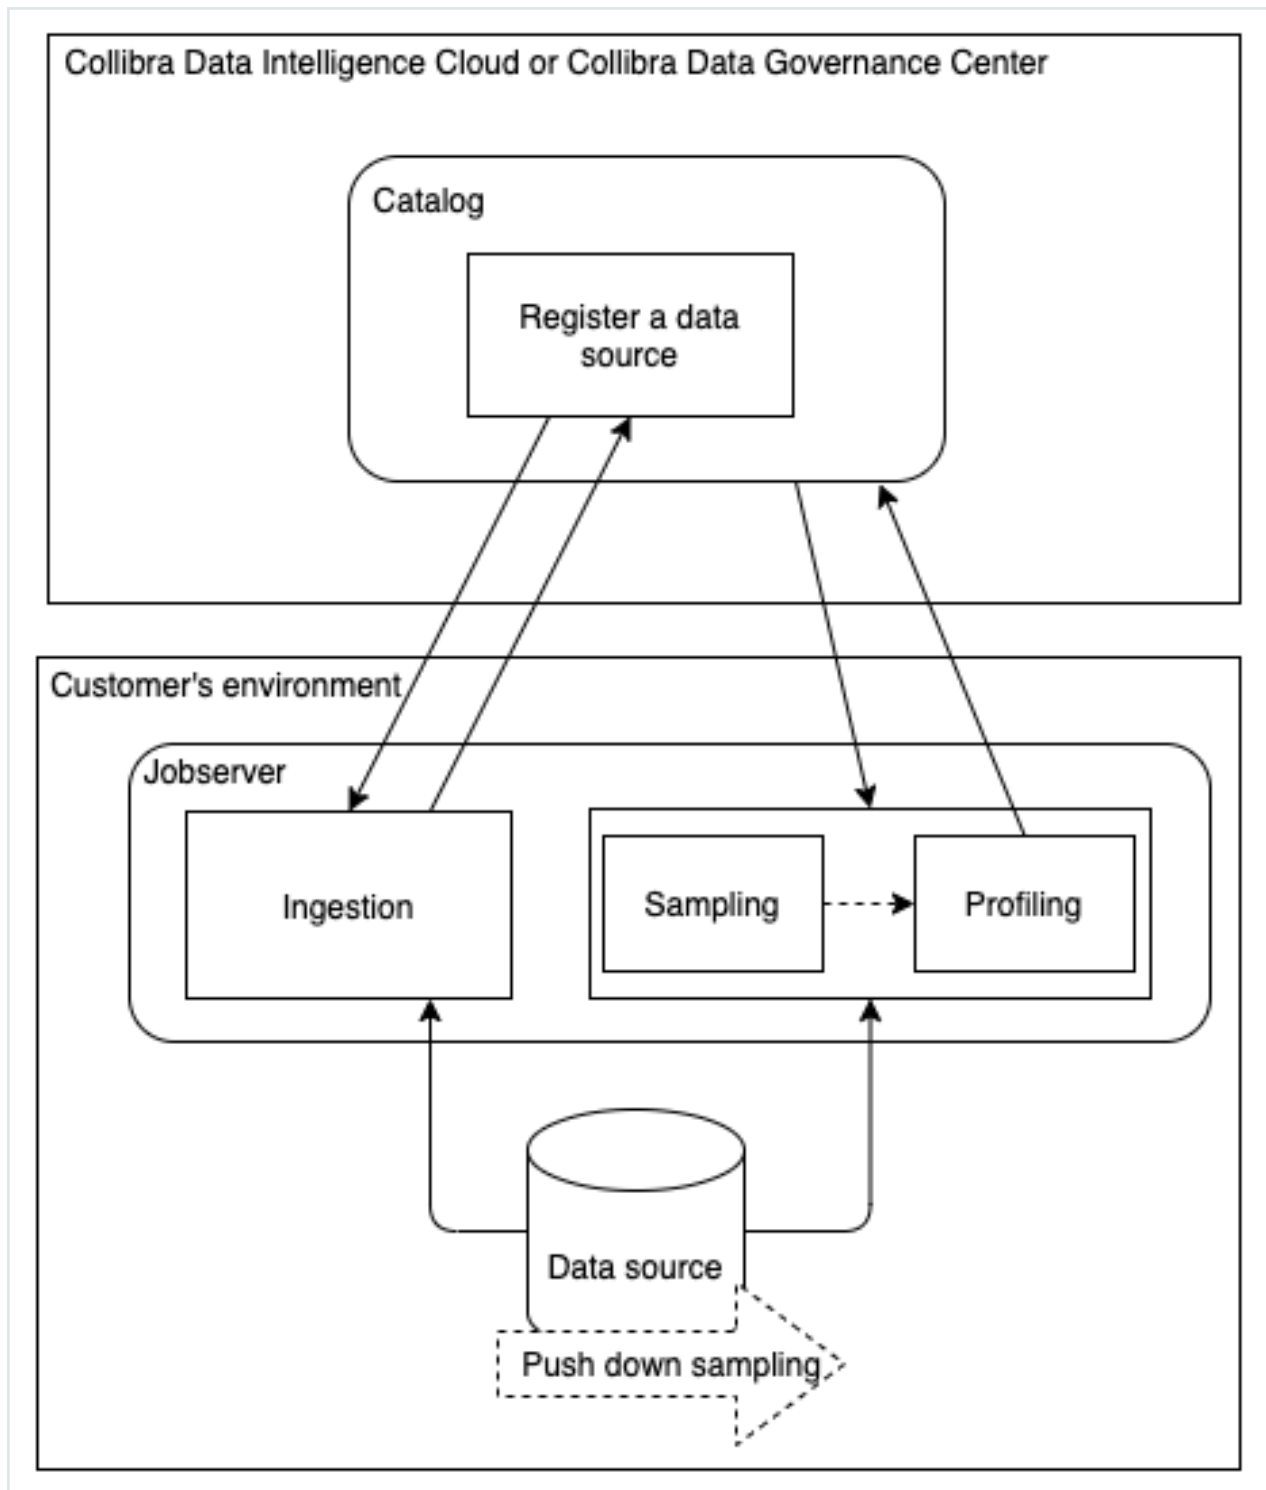 Collibra Data Intelligence Cloud or Collibra Data Governance Center
Catalog
Register a data
source
Customer's environment
Jobserver
Ingestion
Sampling
Profiling
Data source
Push down sampling